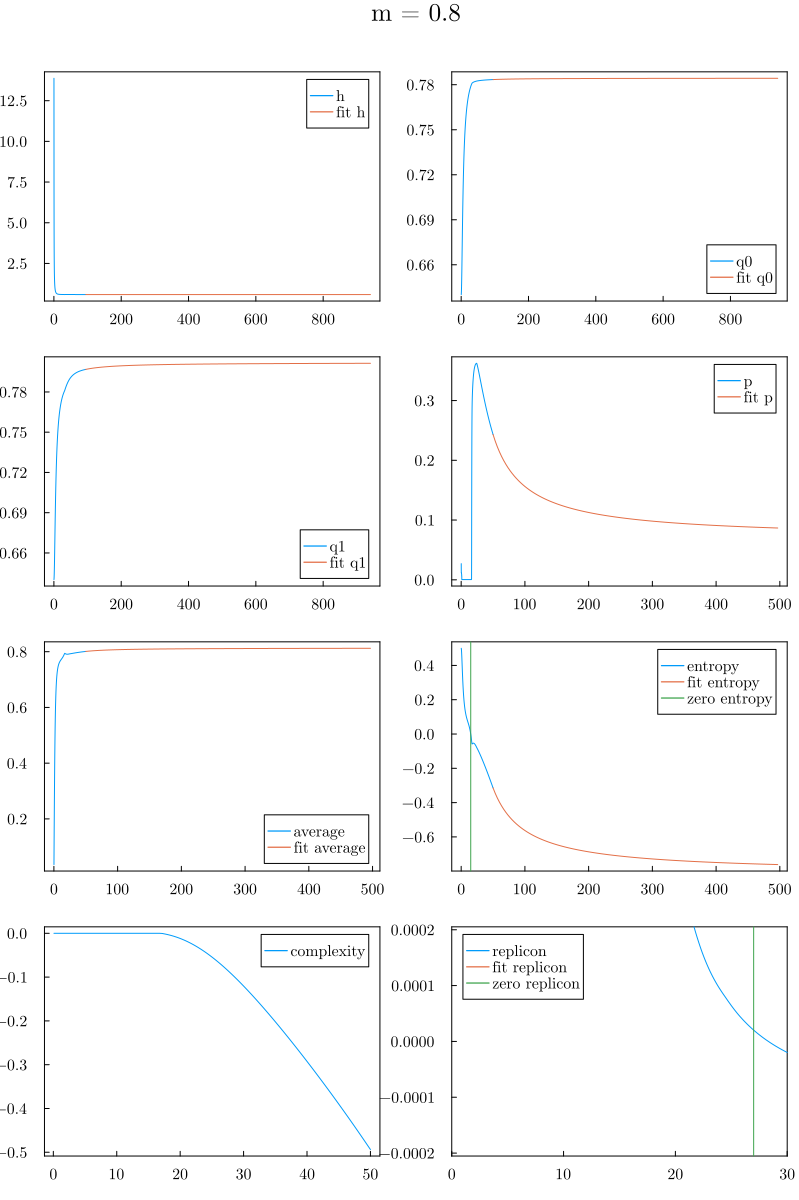 m = 0.8
12.5
10.0
7.5
5.0
2.5
h
fit h
0 200 400 600 800
0.78
0.75
0.72
0.69
0.66
q0
fit q0
0 200 400 600 800
0.78
0.75
0.72
0.69
0.66
q1
fit q1
0 200 400 600 800
0.3
0.2
0.1
0.0
p
fit p
0 100 200 300 400 500
0.8
0.6
0.4
0.2
average
fit average
0 100 200 300 400 500
0.4
0.2
0.0
−0.2
−0.4
−0.6
entropy
fit entropy
zero entropy
0 100 200 300 400 500
0.0
−0.1
−0.2
−0.3
−0.4
−0.5
complexity
0 10 20 30 40 50
0.0002
0.0001
0.0000
−0.0001
−0.0002
replicon
fit replicon
zero replicon
0 10 20 30